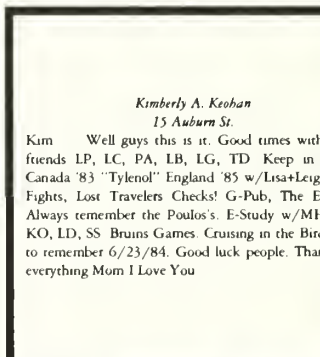 Kimberly A. Keohan
15 Auburn St.
Kim Well guys this is it. Good times with
friends LP, LC, PA, LB, LG, TD Keep in
Canada '83 "Tylenol" England '85 w/Lisa+Leig
Fights, Lost Travelers Checks! G-Pub, The E
Always remember the Poulos's. E-Study w/MH
KO, LD, SS Bruins Games. Cruising in the Bir
to remember 6/23/84. Good luck people. Than
everything Mom I Love You